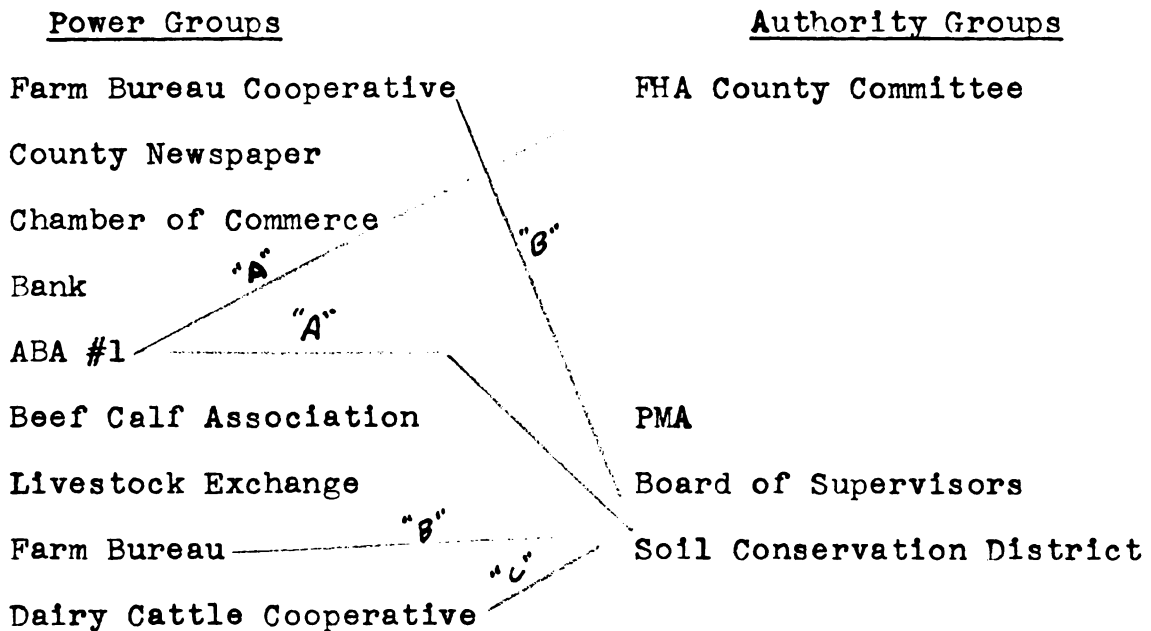 Power Groups Authority Groups
Farm Bureau Cooperative FHA County Committee
County Newspaper
Chamber of Commerce
"B"
"A"
Bank
"A"
ABA #1
Beef Calf Association PMA
Livestock Exchange Board of Supervisors
"B"
Farm Bureau Soil Conservation District
"C"
Dairy Cattle Cooperative